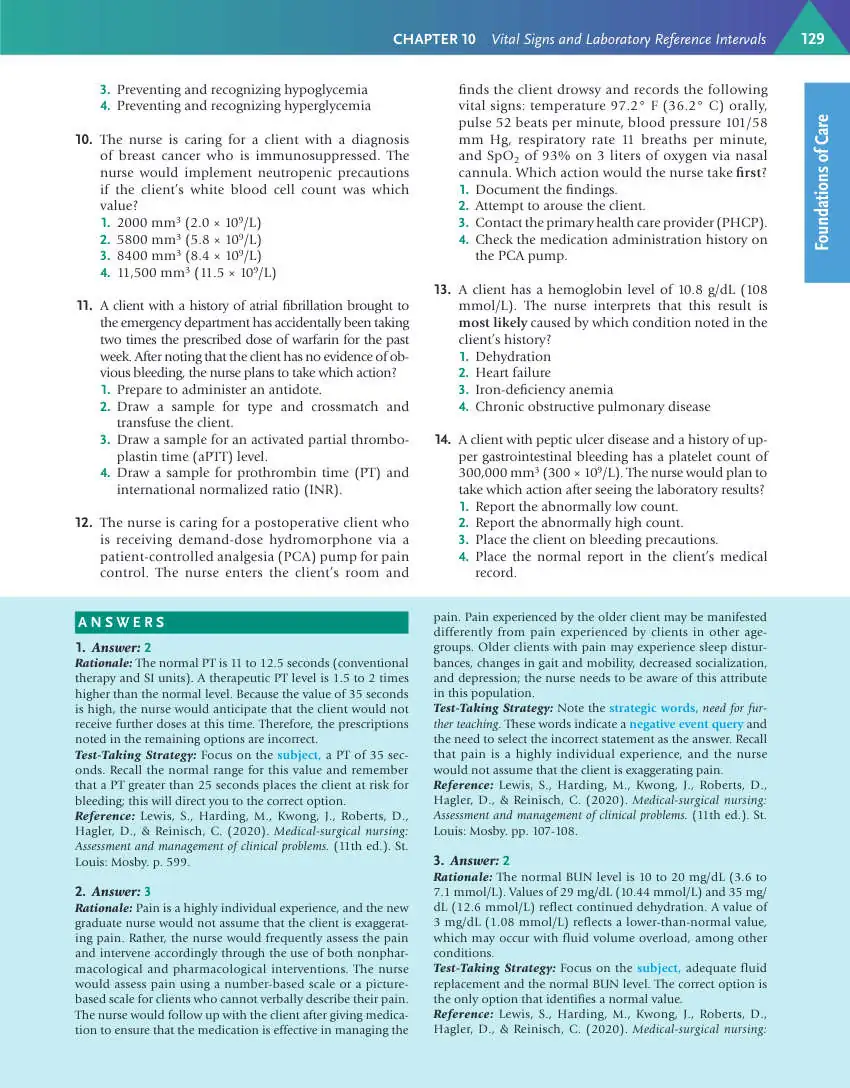 CHAPTER 10 Vital Signs and Laboratory Reference Intervals 129
3. Preventing and recognizing hypoglycemia
4. Preventing and recognizing hyperglycemia
10. The nurse is caring for a client with a diagnosis
of breast cancer who is immunosuppressed. The
nurse would implement neutropenic precautions
if the client's white blood cell count was which
value?
1. 2000 mm³ (2.0 × 10⁹/L)
2. 5800 mm³ (5.8 × 10⁹/L)
3. 8400 mm³ (8.4 × 10⁹/L)
4. 11,500 mm³ (11.5 × 10⁹/L)
11. A client with a history of atrial fibrillation brought to
the emergency department has accidentally been taking
two times the prescribed dose of warfarin for the past
week. After noting that the client has no evidence of ob-
vious bleeding, the nurse plans to take which action?
1. Prepare to administer an antidote.
2. Draw a sample for type and crossmatch and
transfuse the client.
3. Draw a sample for an activated partial thrombo-
plastin time (aPTT) level.
4. Draw a sample for prothrombin time (PT) and
international normalized ratio (INR).
12. The nurse is caring for a postoperative client who
is receiving demand-dose hydromorphone via a
patient-controlled analgesia (PCA) pump for pain
control. The nurse enters the client's room and
finds the client drowsy and records the following
vital signs: temperature 97.2° F (36.2° C) orally,
pulse 52 beats per minute, blood pressure 101/58
mm Hg, respiratory rate 11 breaths per minute,
and SpO₂ of 93% on 3 liters of oxygen via nasal
cannula. Which action would the nurse take first?
1. Document the findings.
2. Attempt to arouse the client.
3. Contact the primary health care provider (PHCP).
4. Check the medication administration history on
the PCA pump.
13. A client has a hemoglobin level of 10.8 g/dL (108
mmol/L). The nurse interprets that this result is
most likely caused by which condition noted in the
client's history?
1. Dehydration
2. Heart failure
3. Iron-deficiency anemia
4. Chronic obstructive pulmonary disease
14. A client with peptic ulcer disease and a history of up-
per gastrointestinal bleeding has a platelet count of
300,000 mm³ (300 × 10⁹/L). The nurse would plan to
take which action after seeing the laboratory results?
1. Report the abnormally low count.
2. Report the abnormally high count.
3. Place the client on bleeding precautions.
4. Place the normal report in the client's medical
record.
Foundations of Care
ANSWERS
1. Answer: 2
Rationale: The normal PT is 11 to 12.5 seconds (conventional
therapy and SI units). A therapeutic PT level is 1.5 to 2 times
higher than the normal level. Because the value of 35 seconds
is high, the nurse would anticipate that the client would not
receive further doses at this time. Therefore, the prescriptions
noted in the remaining options are incorrect.
Test-Taking Strategy: Focus on the subject, a PT of 35 sec-
onds. Recall the normal range for this value and remember
that a PT greater than 25 seconds places the client at risk for
bleeding; this will direct you to the correct option.
Reference: Lewis, S., Harding, M., Kwong, J., Roberts, D.,
Hagler, D., & Reinisch, C. (2020). Medical-surgical nursing:
Assessment and management of clinical problems. (11th ed.). St.
Louis: Mosby. p. 599.
2. Answer: 3
Rationale: Pain is a highly individual experience, and the new
graduate nurse would not assume that the client is exaggerat-
ing pain. Rather, the nurse would frequently assess the pain
and intervene accordingly through the use of both nonphar-
macological and pharmacological interventions. The nurse
would assess pain using a number-based scale or a picture-
based scale for clients who cannot verbally describe their pain.
The nurse would follow up with the client after giving medica-
tion to ensure that the medication is effective in managing the
pain. Pain experienced by the older client may be manifested
differently from pain experienced by clients in other age-
groups. Older clients with pain may experience sleep distur-
bances, changes in gait and mobility, decreased socialization,
and depression; the nurse needs to be aware of this attribute
in this population.
Test-Taking Strategy: Note the strategic words, need for fur-
ther teaching. These words indicate a negative event query and
the need to select the incorrect statement as the answer. Recall
that pain is a highly individual experience, and the nurse
would not assume that the client is exaggerating pain.
Reference: Lewis, S., Harding, M., Kwong, J., Roberts, D.,
Hagler, D., & Reinisch, C. (2020). Medical-surgical nursing:
Assessment and management of clinical problems. (11th ed.). St.
Louis: Mosby. pp. 107-108.
3. Answer: 2
Rationale: The normal BUN level is 10 to 20 mg/dL (3.6 to
7.1 mmol/L). Values of 29 mg/dL (10.44 mmol/L) and 35 mg/
dL (12.6 mmol/L) reflect continued dehydration. A value of
3 mg/dL (1.08 mmol/L) reflects a lower-than-normal value,
which may occur with fluid volume overload, among other
conditions.
Test-Taking Strategy: Focus on the subject, adequate fluid
replacement and the normal BUN level. The correct option is
the only option that identifies a normal value.
Reference: Lewis, S., Harding, M., Kwong, J., Roberts, D.,
Hagler, D., & Reinisch, C. (2020). Medical-surgical nursing: